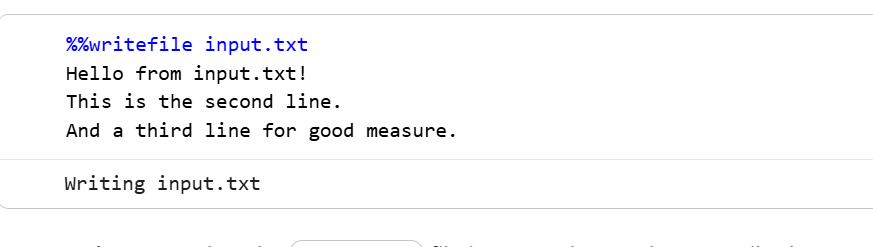 %%writefile input.txt
Hello from input.txt!
This is the second line.
And a third line for good measure.
Writing input.txt